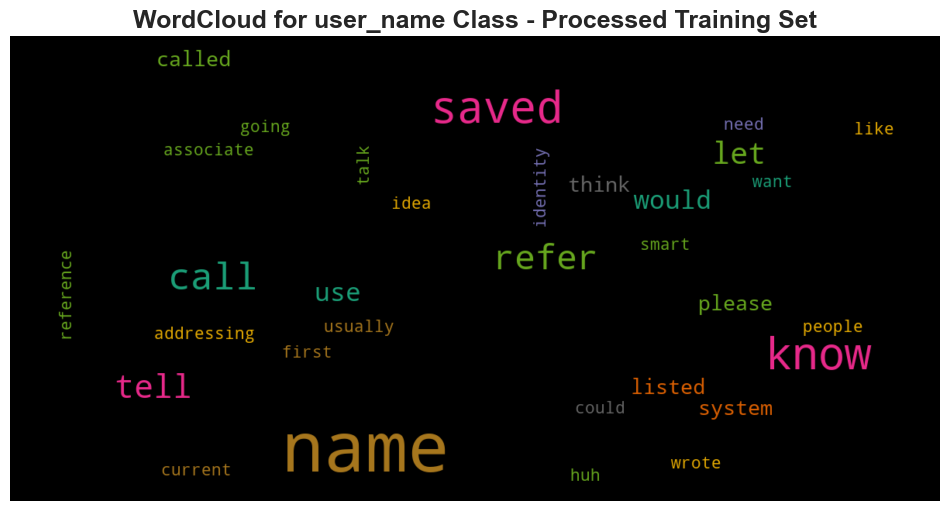 WordCloud for user_name Class - Processed Training Set
called
saved
going
need
like
associate
talk
identity
let
think
want
idea
would
smart
reference
refer
call
use
please
addressing
usually
people
first
know
tell
listed
could
system
name
current
huh
wrote